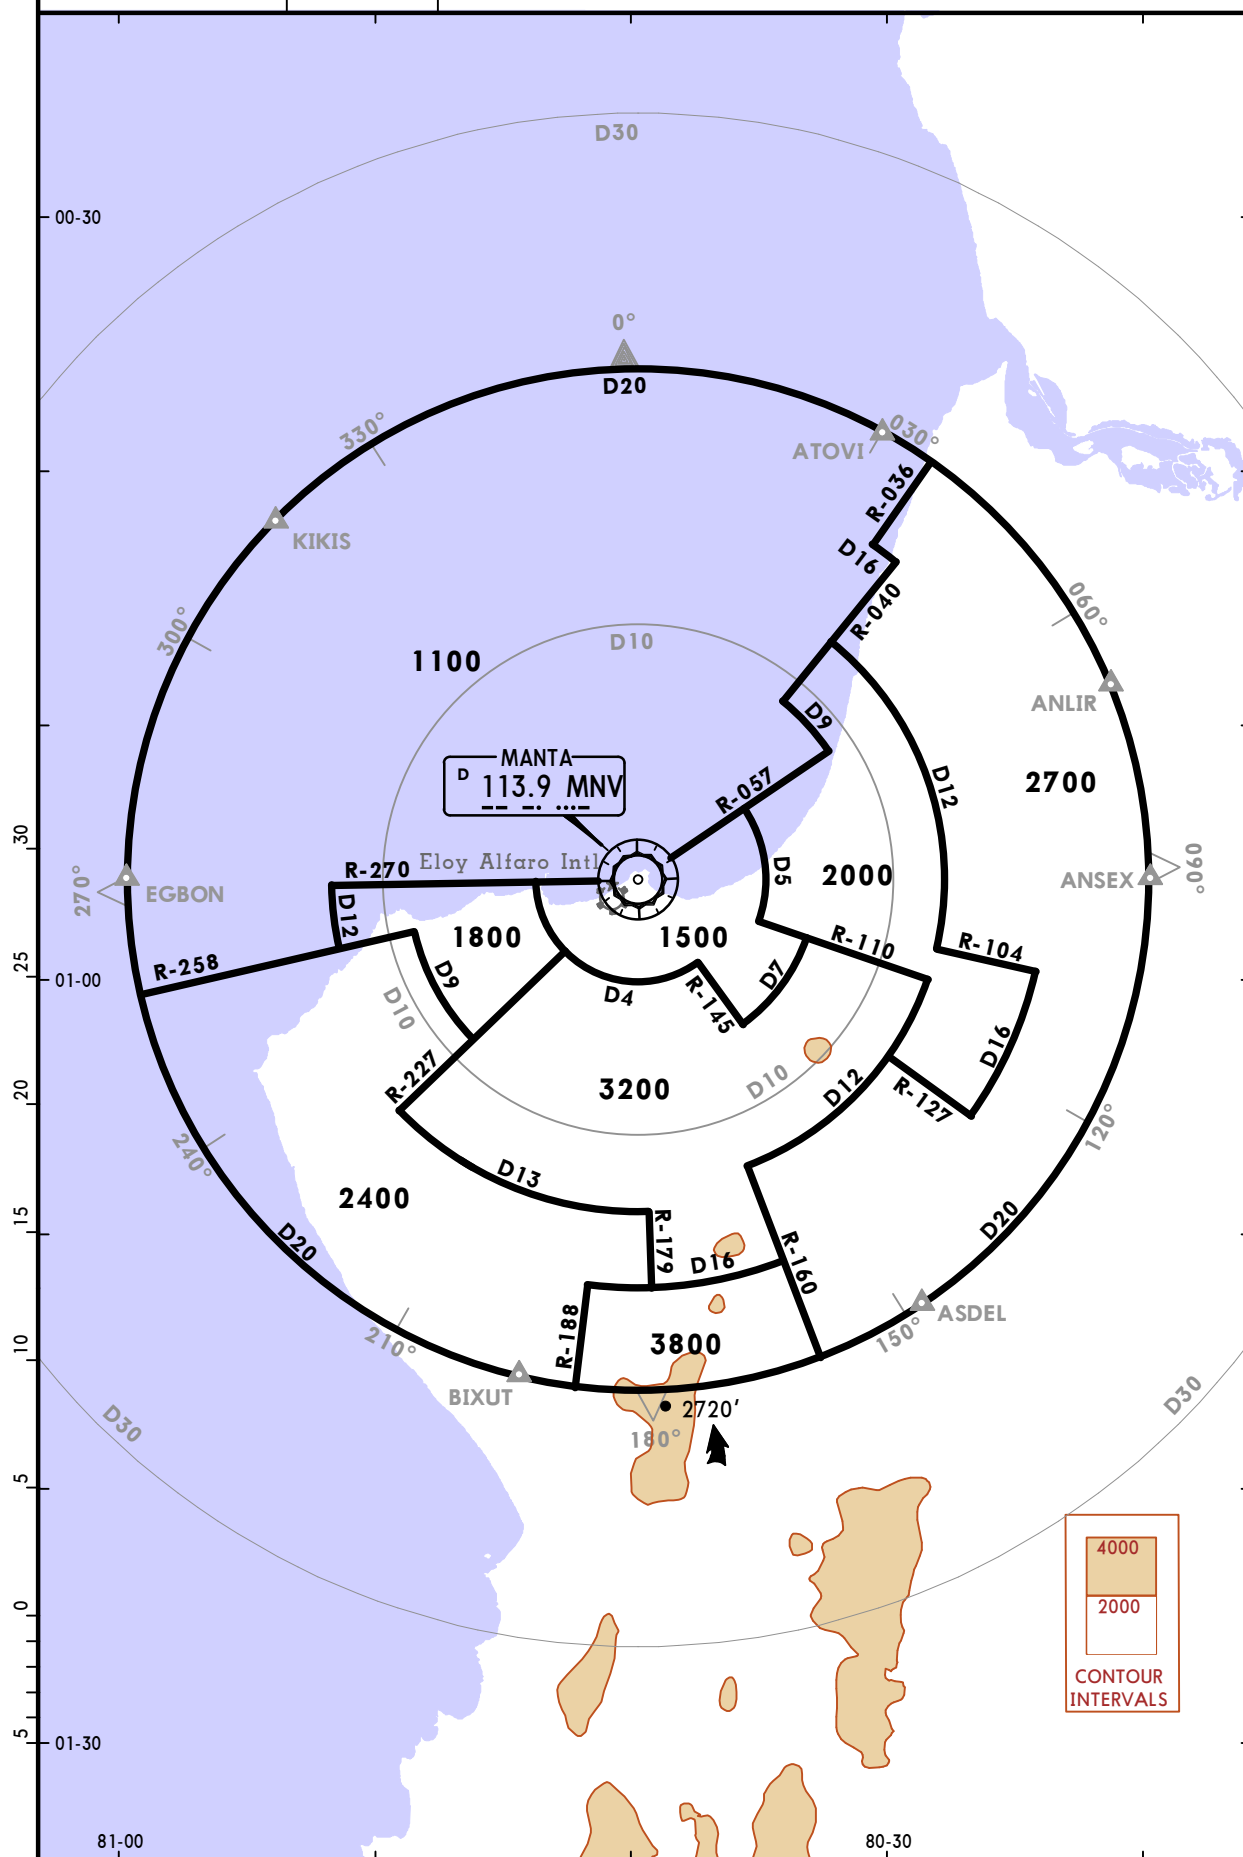 D30
00-30
0°
D20
330°
030°
ATOVI
R-036
KIKIS
D16
R-040
060°
300°
D10
1100
ANLIR
D9
MANTA
D 113.9 MNV
R-057
D12
2700
30
R-270
Eloy Alfaro Intl
D5
2000
ANSEX
090°
270°
EGBON
D12
1800
1500
R-110
R-104
R-258
25
01-00
D9
D4
R-145
D7
D10
D16
R-227
3200
D10
D12
R-127
20
240°
120°
D13
2400
15
D20
R-179
D16
R-160
D20
210°
R-188
3800
150°
ASDEL
10
BIXUT
2720'
180°
D30
D30
5
4000
2000
CONTOUR
INTERVALS
0
5
01-30
81-00
80-30